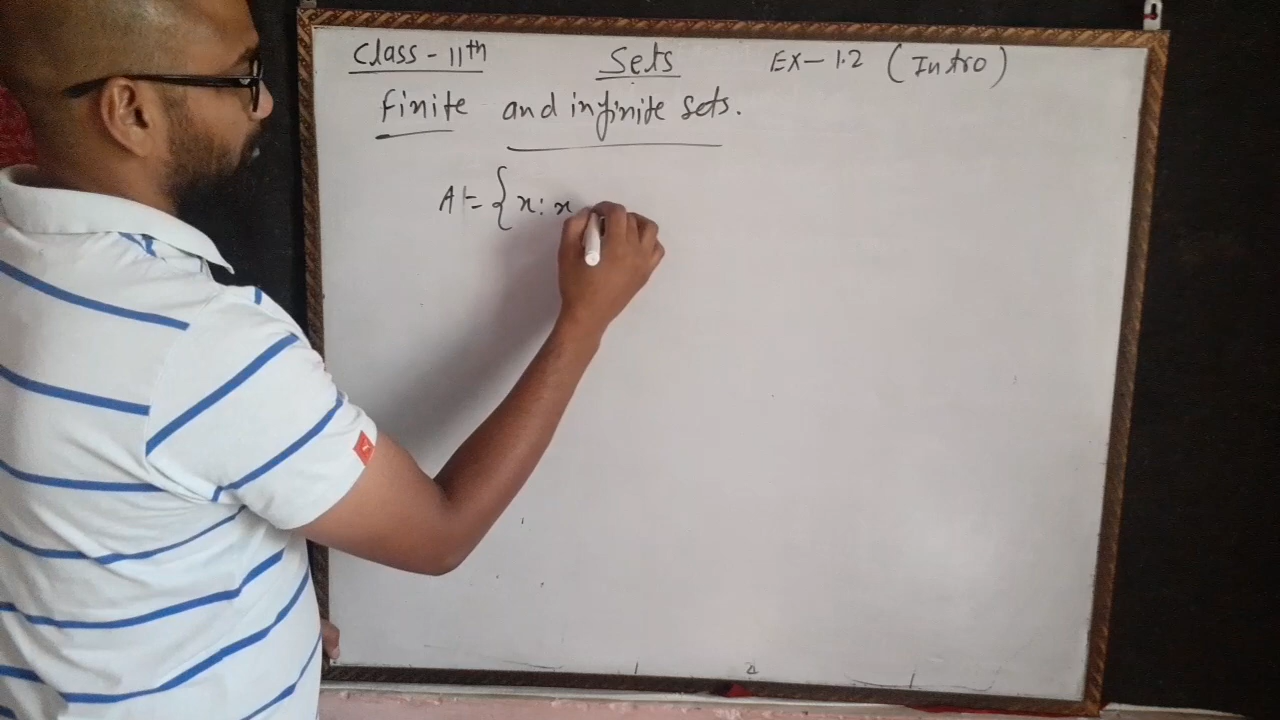 Class - 11th Sets EX - 1.2 (Intro)
Finite and infinite sets.
A = { x : x